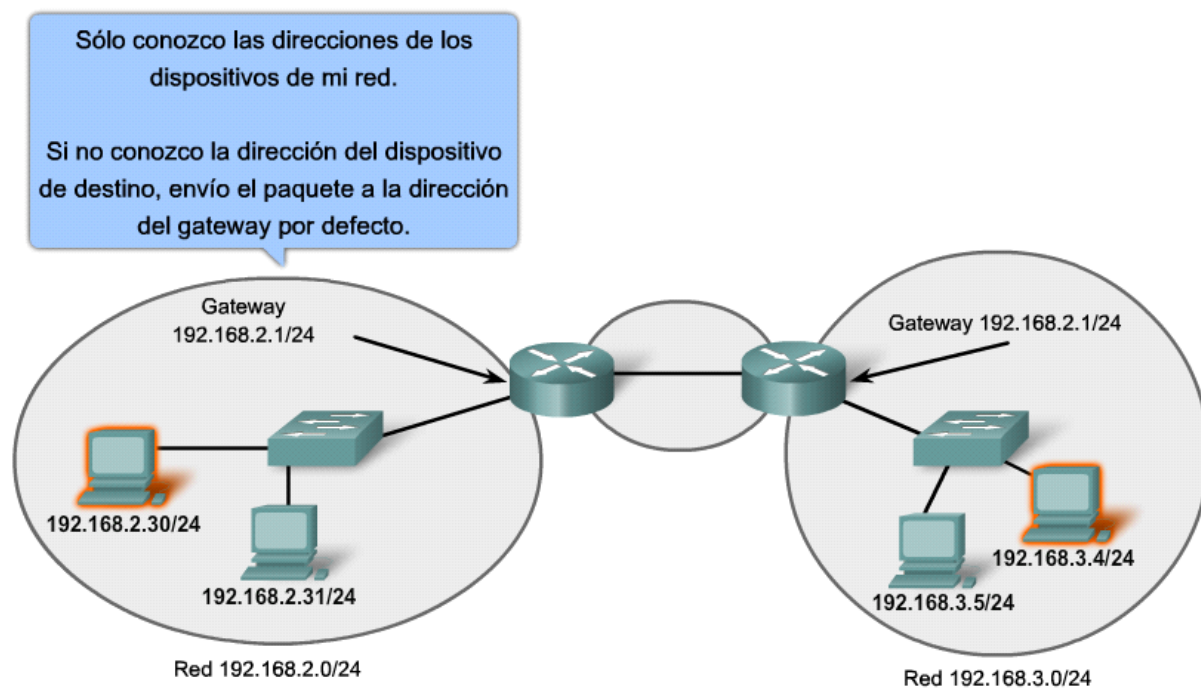 Sólo conozco las direcciones de los
dispositivos de mi red.
Si no conozco la dirección del dispositivo
de destino, envío el paquete a la dirección
del gateway por defecto.
Gateway
192.168.2.1/24
Gateway 192.168.2.1/24
192.168.2.30/24
192.168.2.31/24
192.168.3.4/24
192.168.3.5/24
Red 192.168.2.0/24
Red 192.168.3.0/24